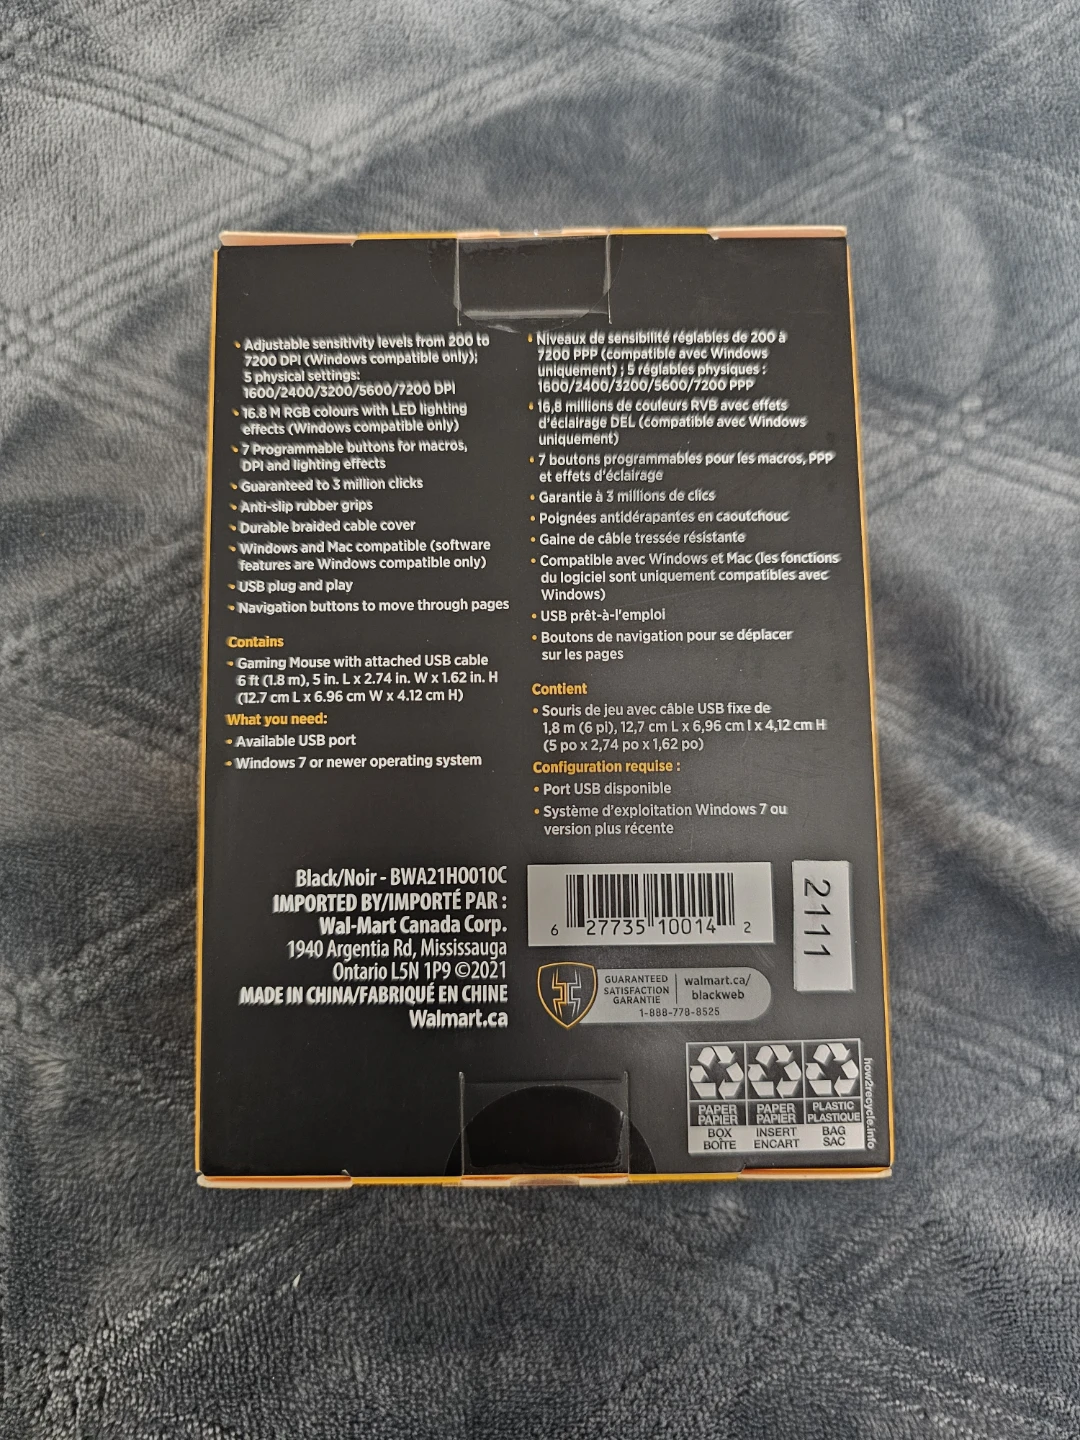 • Adjustable sensitivity levels from 200 to
7200 DPI (Windows compatible only);
5 physical settings:
1600/2400/3200/5600/7200 DPI
• 16.8 M RGB colours with LED lighting
effects (Windows compatible only)
• 7 Programmable buttons for macros,
DPI and lighting effects
• Guaranteed to 3 million clicks
• Anti-slip rubber grips
• Durable braided cable cover
• Windows and Mac compatible (software
features are Windows compatible only)
• USB plug and play
• Navigation buttons to move through pages
Contains
• Gaming Mouse with attached USB cable
6 ft (1.8 m), 5 in. L x 2.74 in. W x 1.62 in. H
(12.7 cm L x 6.96 cm W x 4.12 cm H)
What you need:
• Available USB port
• Windows 7 or newer operating system
• Niveaux de sensibilité réglables de 200 à
7200 PPP (compatible avec Windows
uniquement) ; 5 réglables physiques :
1600/2400/3200/5600/7200 PPP
• 16,8 millions de couleurs RVB avec effets
d'éclairage DEL (compatible avec Windows
uniquement)
• 7 boutons programmables pour les macros, PPP
et effets d'éclairage
• Garantie à 3 millions de clics
• Poignées antidérapantes en caoutchouc
• Gaine de câble tressée résistante
• Compatible avec Windows et Mac (les fonctions
du logiciel sont uniquement compatibles avec
Windows)
• USB prêt-à-l'emploi
• Boutons de navigation pour se déplacer
sur les pages
Contient
• Souris de jeu avec câble USB fixe de
1,8 m (6 pi), 12,7 cm L x 6,96 cm l x 4,12 cm H
(5 po x 2,74 po x 1,62 po)
Configuration requise :
• Port USB disponible
• Système d'exploitation Windows 7 ou
version plus récente
Black/Noir - BWA21HO010C
IMPORTED BY/IMPORTÉ PAR :
Wal-Mart Canada Corp.
1940 Argentia Rd, Mississauga
Ontario L5N 1P9 ©2021
MADE IN CHINA/FABRIQUÉ EN CHINE
Walmart.ca
6 27735 10014 2
2111
GUARANTEED
SATISFACTION
GARANTIE
walmart.ca/
blackweb
1-888-778-8525
PAPER
PAPIER
BOX
BOÎTE
PAPER
PAPIER
INSERT
ENCART
PLASTIC
PLASTIQUE
BAG
SAC
how2recycle.info